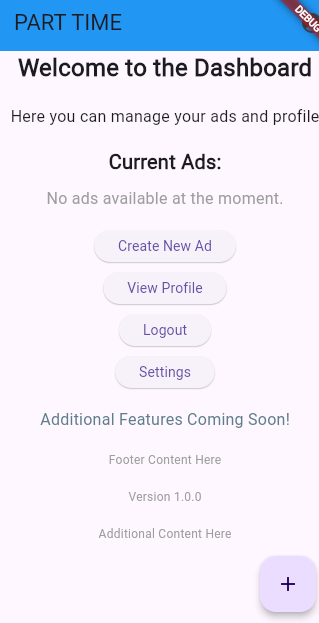 PART TIME
DEBUG
Welcome to the Dashboard
Here you can manage your ads and profile
Current Ads:
No ads available at the moment.
Create New Ad
View Profile
Logout
Settings
Additional Features Coming Soon!
Footer Content Here
Version 1.0.0
Additional Content Here
+